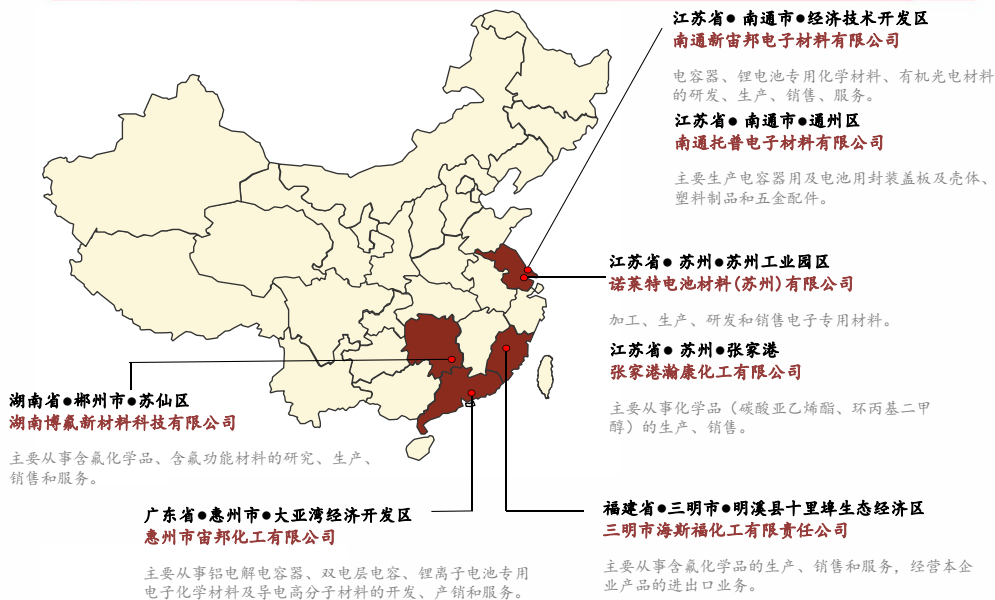 江苏省● 南通市●经济技术开发区
南通新宙邦电子材料有限公司
电容器、锂电池专用化学材料、有机光电材料
的研发、生产、销售、服务。
江苏省● 南通市●通州区
南通托普电子材料有限公司
主要生产电容器用及电池用封装盖板及壳体、
塑料制品和五金配件。
江苏省● 苏州●苏州工业园区
诺莱特电池材料(苏州)有限公司
加工、生产、研发和销售电子专用材料。
江苏省● 苏州●张家港
张家港瀚康化工有限公司
主要从事化学品（碳酸亚乙烯酯、环丙基二甲
醇）的生产、销售。
湖南省●郴州市●苏仙区
湖南博氟新材料科技有限公司
主要从事含氟化学品、含氟功能材料的研究、生产、
销售和服务。
广东省●惠州市●大亚湾经济开发区
惠州市宙邦化工有限公司
主要从事铝电解电容器、双电层电容、锂离子电池专用
电子化学材料及导电高分子材料的开发、产销和服务。
福建省●三明市●明溪县十里埠生态经济区
三明市海斯福化工有限责任公司
主要从事含氟化学品的生产、销售和服务，经营本企
业产品的进出口业务。